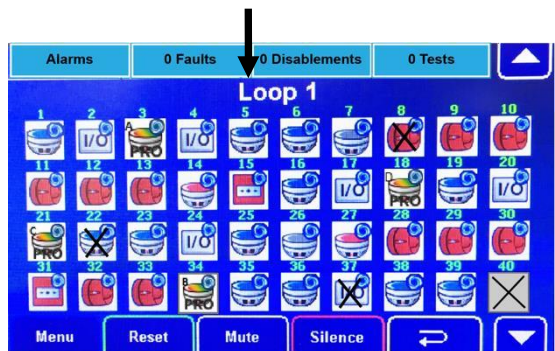 Alarms 0 Faults 0 Disablements 0 Tests
Loop 1
1 2 3 4 5 6 7 8 9 10
I/O A PRO I/O
11 12 13 14 15 16 17 18 19 20
I/O D PRO I/O
21 22 23 24 25 26 27 28 29 30
C PRO I/O
31 32 33 34 35 36 37 38 39 40
B PRO I/O
Menu Reset Mute Silence